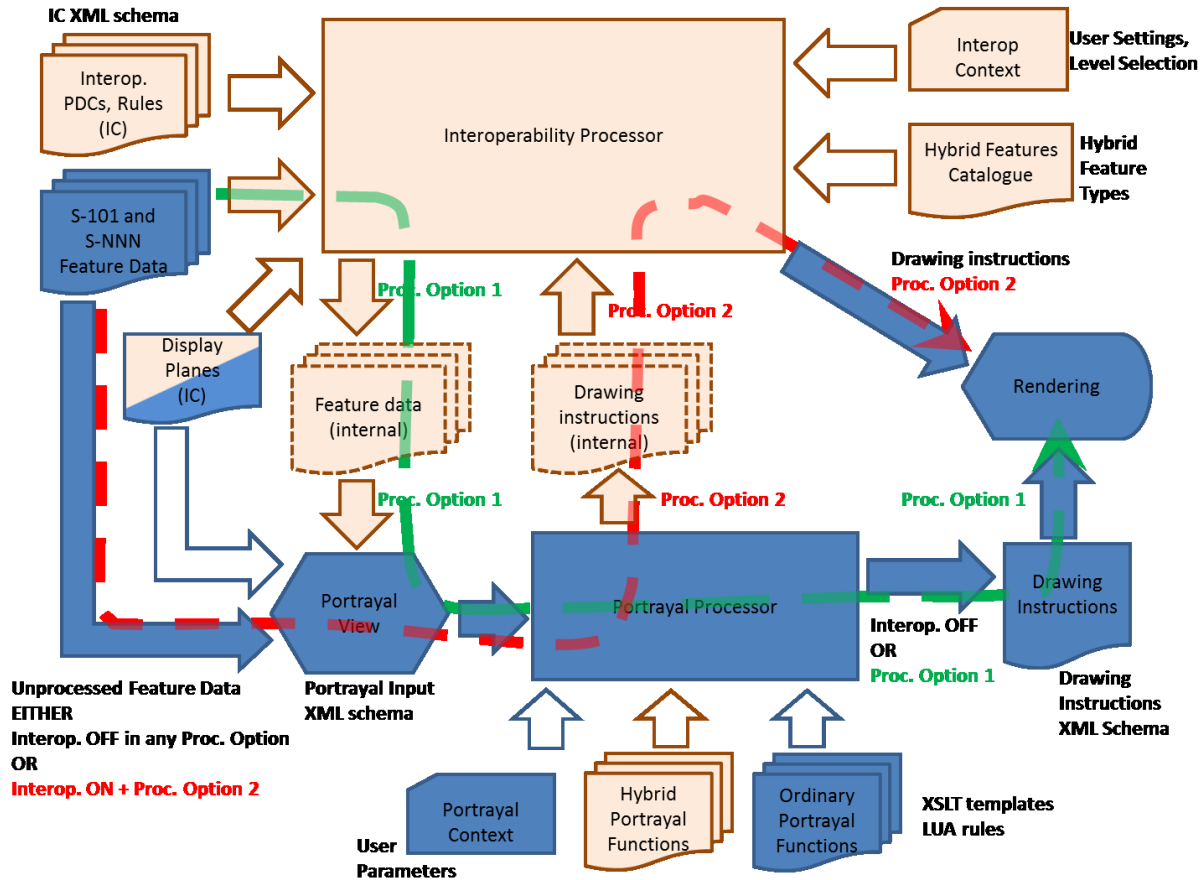 IC XML schema
Interop.
PDCs, Rules
(IC)
Interoperability Processor
Interop
Context
User Settings,
Level Selection
Hybrid Features
Catalogue
Hybrid
Feature
Types
S-101 and
S-NNN
Feature Data
Proc. Option 1
Proc. Option 2
Drawing instructions
Proc. Option 2
Display
Planes
(IC)
Feature data
(internal)
Drawing
instructions
(internal)
Rendering
Proc. Option 1
Proc. Option 2
Proc. Option 1
Portrayal
View
Portrayal Processor
Drawing
Instructions
Interop. OFF
OR
Proc. Option 1
Unprocessed Feature Data
EITHER
Interop. OFF in any Proc. Option
OR
Interop. ON + Proc. Option 2
Portrayal Input
XML schema
Drawing
Instructions
XML Schema
Portrayal
Context
User
Parameters
Hybrid
Portrayal
Functions
Ordinary
Portrayal
Functions
XSLT templates
LUA rules